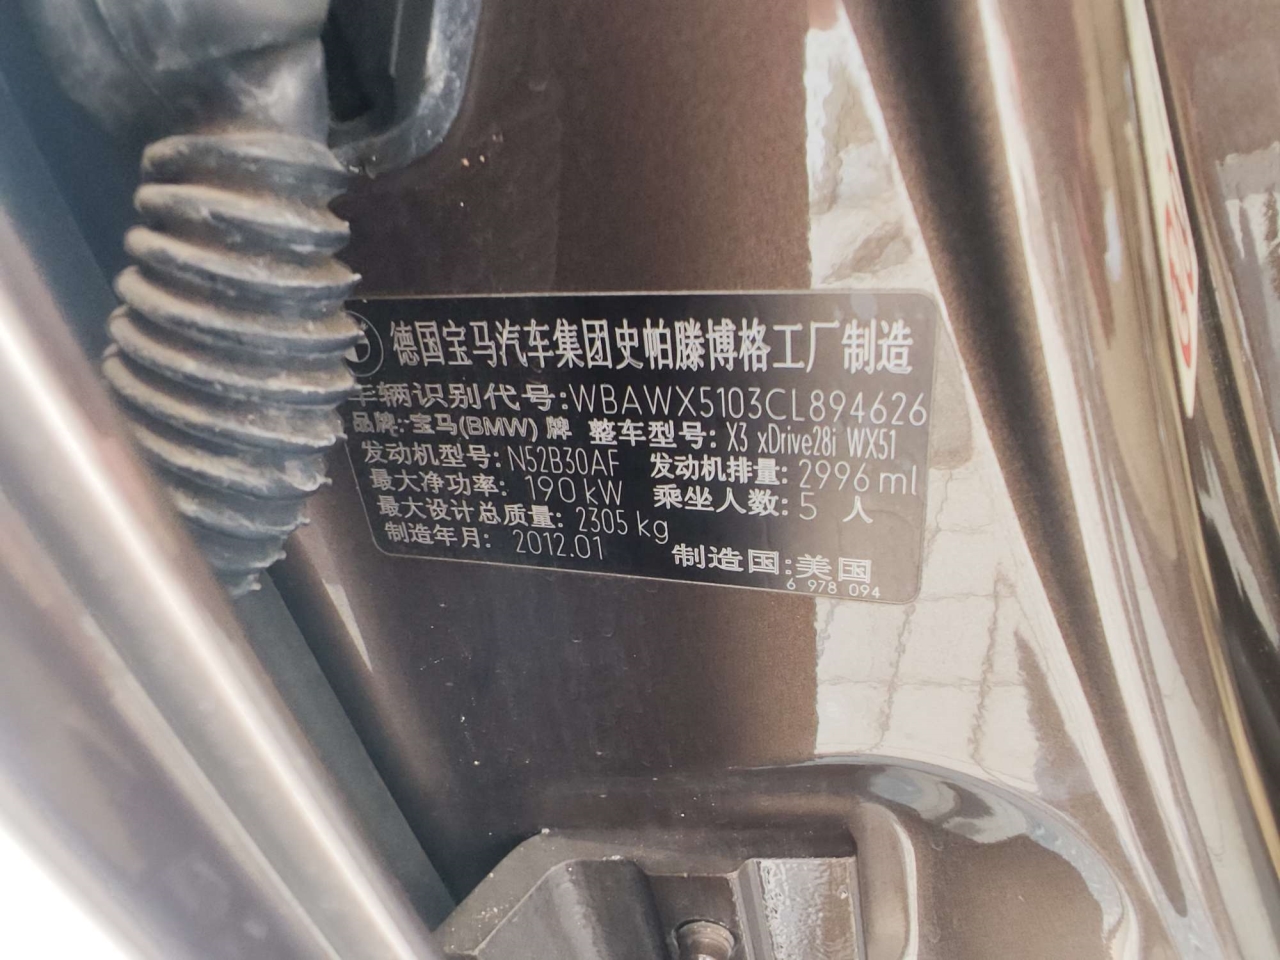 德国宝马汽车集团史帕滕博格工厂制造
车辆识别代号:WBAWX5103CL894626
品牌:宝马(BMW)牌 整车型号: X3 xDrive28i WX51
发动机型号: N52B30AF 发动机排量: 2996 ml
最大净功率: 190 kW 乘坐人数: 5 人
最大设计总质量: 2305 kg
制造年月: 2012.01 制造国:美国
6 978 094